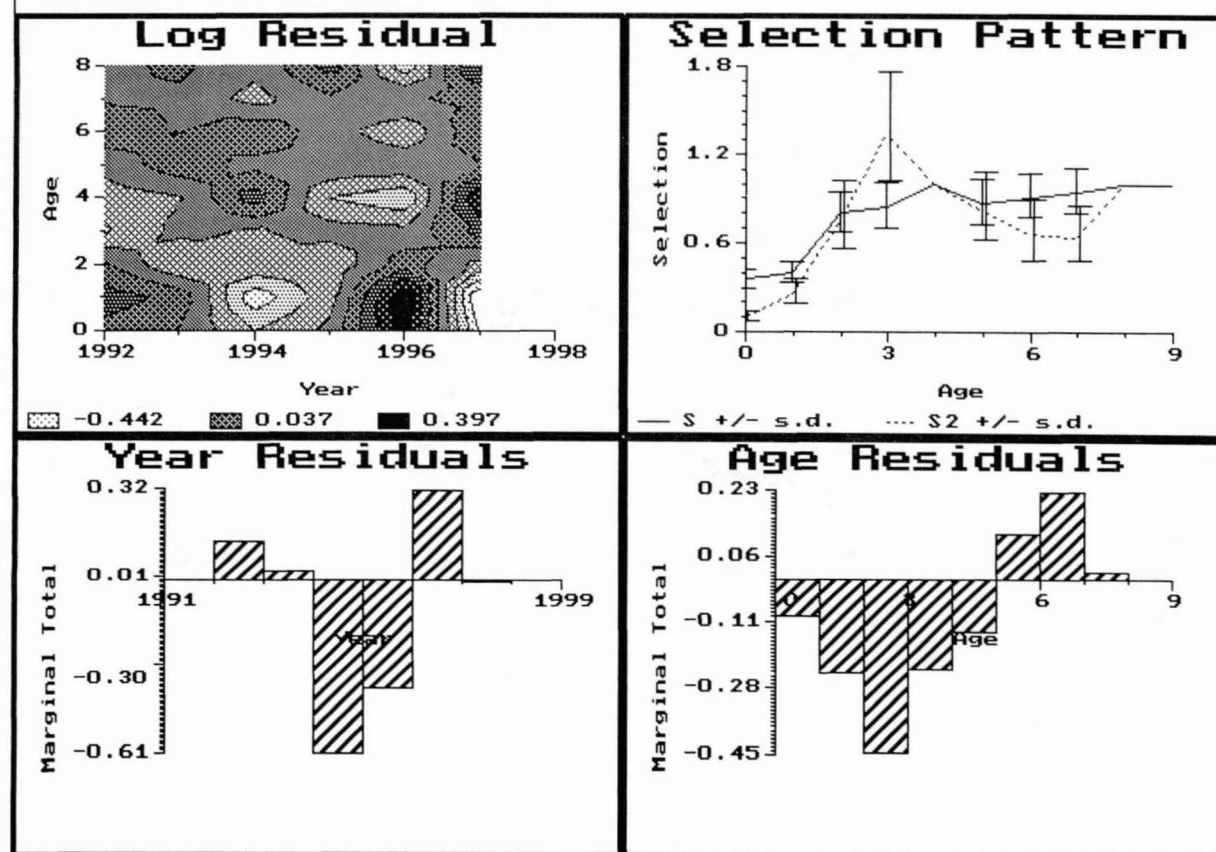 Log Residual
8
6
4
2
0
Age
1992
1994
1996
1998
Year
-0.442
0.037
0.397
Selection Pattern
1.8
1.2
0.6
0
Selection
0
3
6
9
Age
S +/- s.d.
S2 +/- s.d.
Year Residuals
0.32
0.01
-0.30
-0.61
Marginal Total
1991
1999
Year
Age Residuals
0.23
0.06
-0.11
-0.28
-0.45
Marginal Total
0
6
9
Age